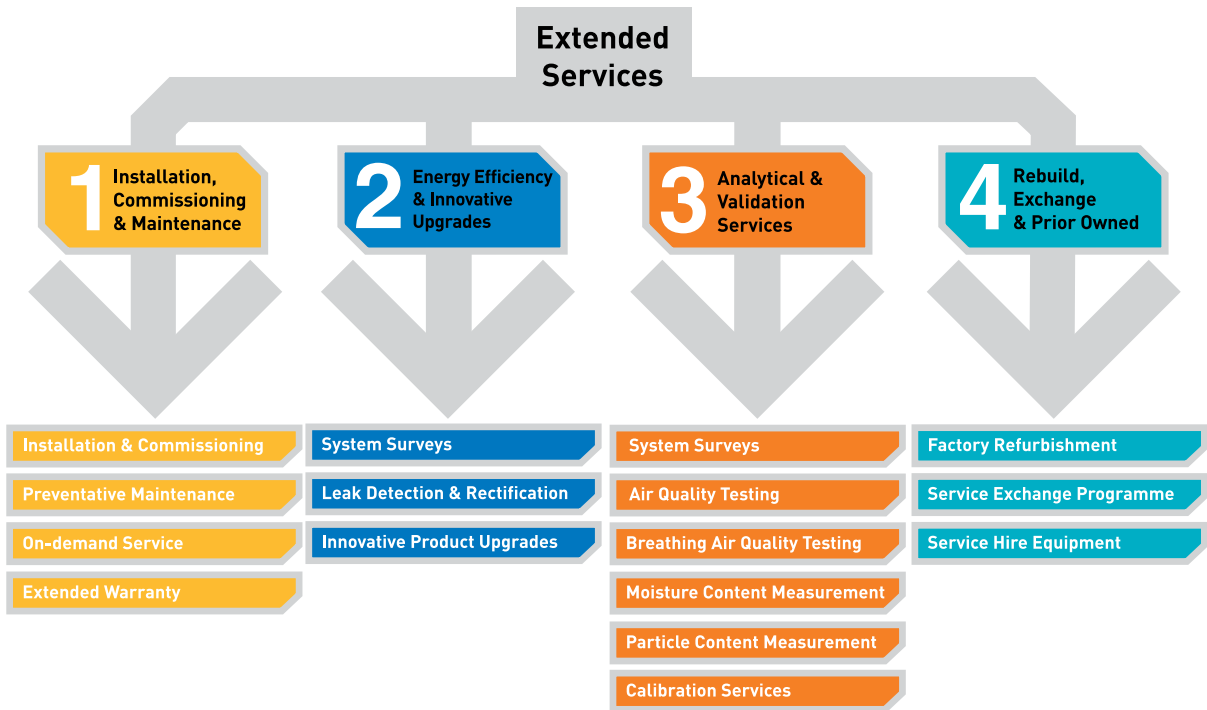 Extended
Services
1
Installation,
Commissioning
& Maintenance
2
Energy Efficiency
& Innovative
Upgrades
3
Analytical &
Validation
Services
4
Rebuild,
Exchange
& Prior Owned
Installation & Commissioning
Preventative Maintenance
On-demand Service
Extended Warranty
System Surveys
Leak Detection & Rectification
Innovative Product Upgrades
System Surveys
Air Quality Testing
Breathing Air Quality Testing
Moisture Content Measurement
Particle Content Measurement
Calibration Services
Factory Refurbishment
Service Exchange Programme
Service Hire Equipment